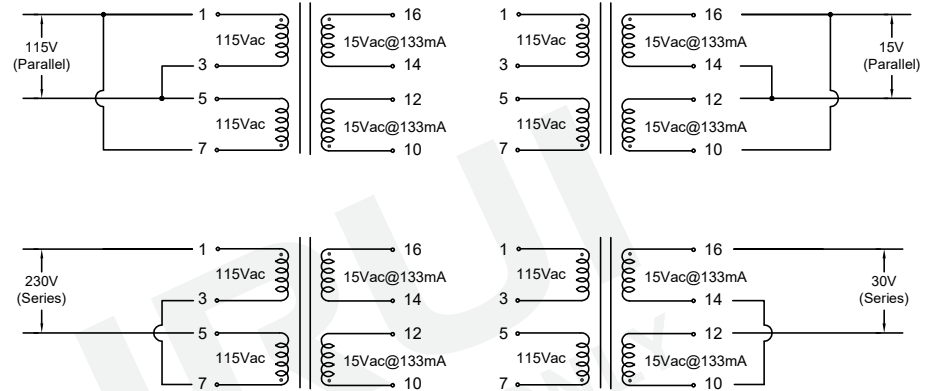 1 16 1 16
115V 115Vac 15Vac@133mA 115Vac 15Vac@133mA 15V
(Parallel) (Parallel)
3 14 3 14
5 12 5 12
115Vac 15Vac@133mA 115Vac 15Vac@133mA
7 10 7 10
1 16 1 16
230V 115Vac 15Vac@133mA 115Vac 15Vac@133mA 30V
(Series) (Series)
3 14 3 14
5 12 5 12
115Vac 15Vac@133mA 115Vac 15Vac@133mA
7 10 7 10